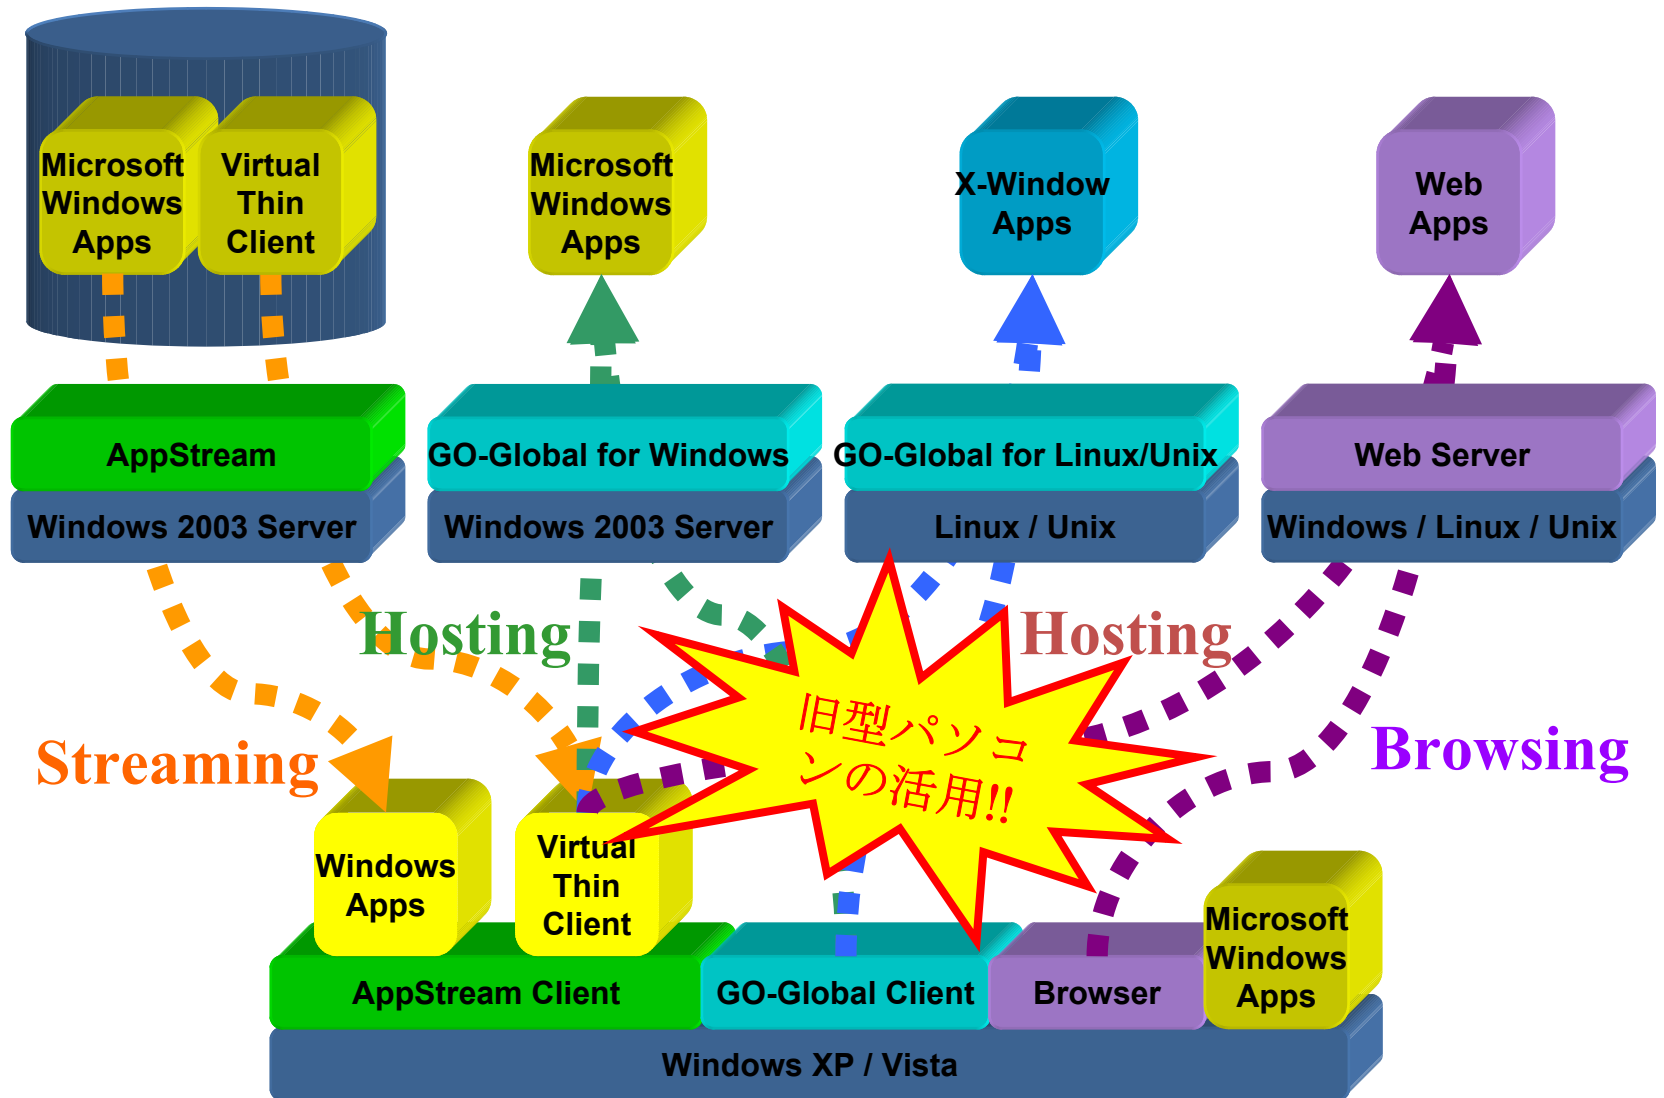 Microsoft
Windows
Apps
Virtual
Thin
Client
Microsoft
Windows
Apps
X-Window
Apps
Web
Apps
AppStream
GO-Global for Windows
GO-Global for Linux/Unix
Web Server
Windows 2003 Server
Windows 2003 Server
Linux / Unix
Windows / Linux / Unix
Hosting
Hosting
Streaming
旧型パソコ
ンの活用!!
Browsing
Windows
Apps
Virtual
Thin
Client
Microsoft
Windows
Apps
AppStream Client
GO-Global Client
Browser
Windows XP / Vista